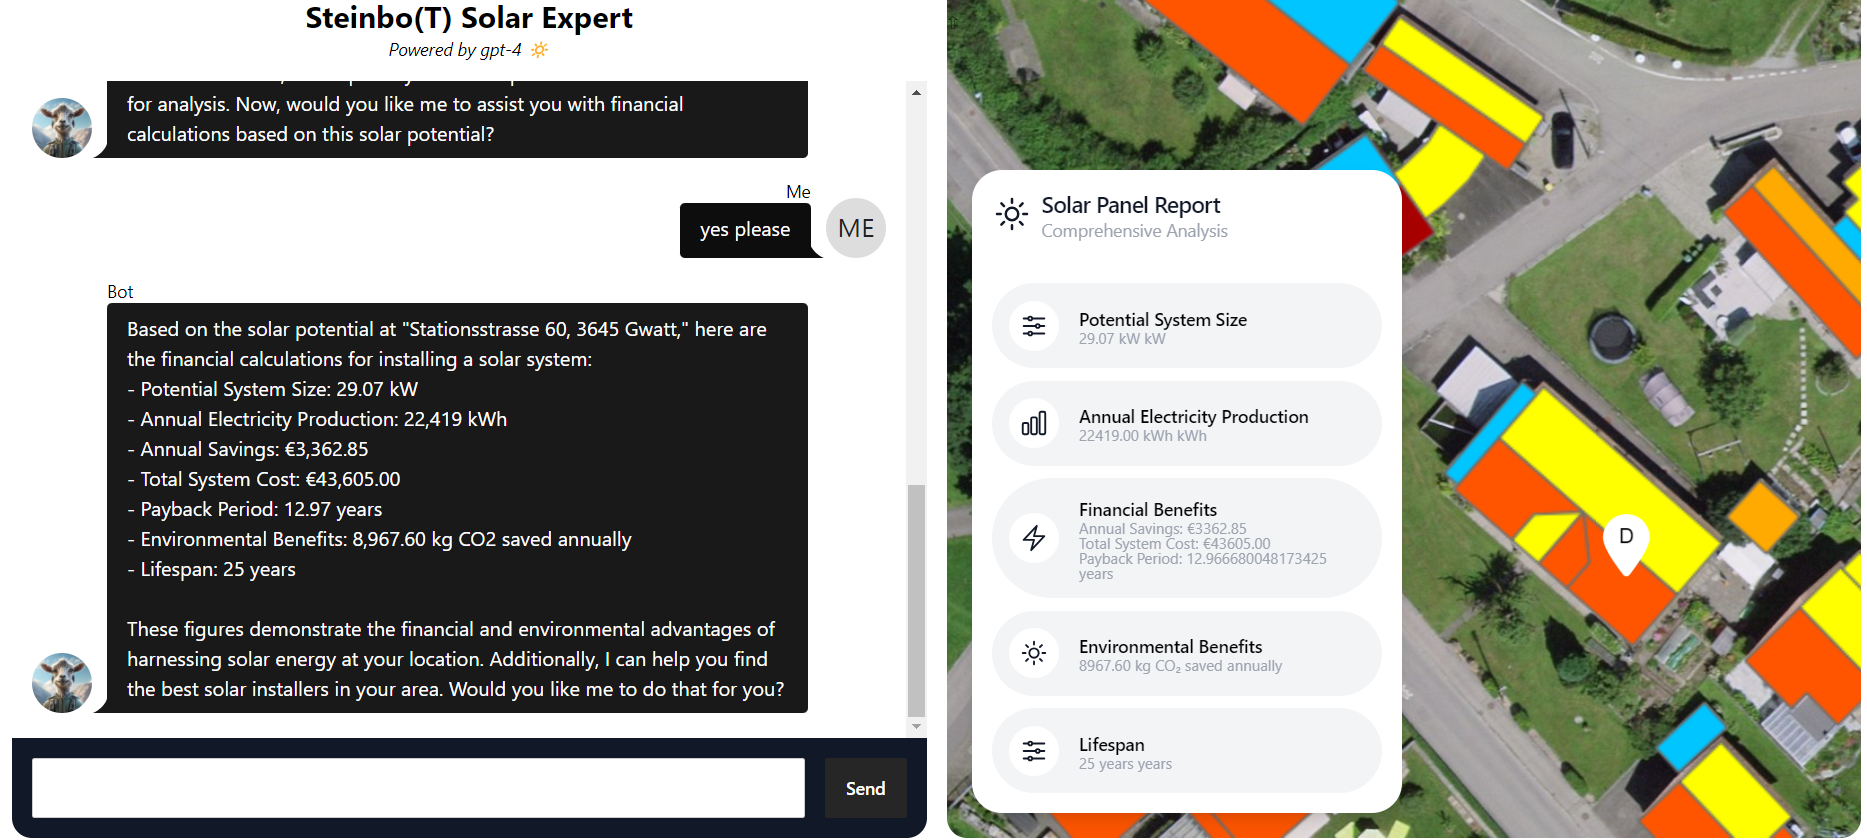 Steinbo(T) Solar Expert
Powered by gpt-4
for analysis. Now, would you like me to assist you with financial
calculations based on this solar potential?
Me
yes please
ME
Bot
Based on the solar potential at "Stationsstrasse 60, 3645 Gwatt," here are
the financial calculations for installing a solar system:
- Potential System Size: 29.07 kW
- Annual Electricity Production: 22,419 kWh
- Annual Savings: €3,362.85
- Total System Cost: €43,605.00
- Payback Period: 12.97 years
- Environmental Benefits: 8,967.60 kg CO2 saved annually
- Lifespan: 25 years
These figures demonstrate the financial and environmental advantages of
harnessing solar energy at your location. Additionally, I can help you find
the best solar installers in your area. Would you like me to do that for you?
Send
Solar Panel Report
Comprehensive Analysis
Potential System Size
29.07 kW kW
Annual Electricity Production
22419.00 kWh kWh
Financial Benefits
Annual Savings: €3362.85
Total System Cost: €43605.00
Payback Period: 12.966680048173425
years
Environmental Benefits
8967.60 kg CO₂ saved annually
Lifespan
25 years years
D